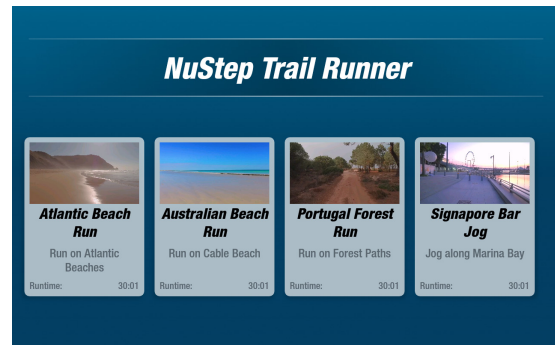 NuStep Trail Runner
Atlantic Beach
Run
Run on Atlantic
Beaches
Runtime: 30:01
Australian Beach
Run
Run on Cable Beach
Runtime: 30:01
Portugal Forest
Run
Run on Forest Paths
Runtime: 30:01
Signapore Bar
Jog
Jog along Marina Bay
Runtime: 30:01